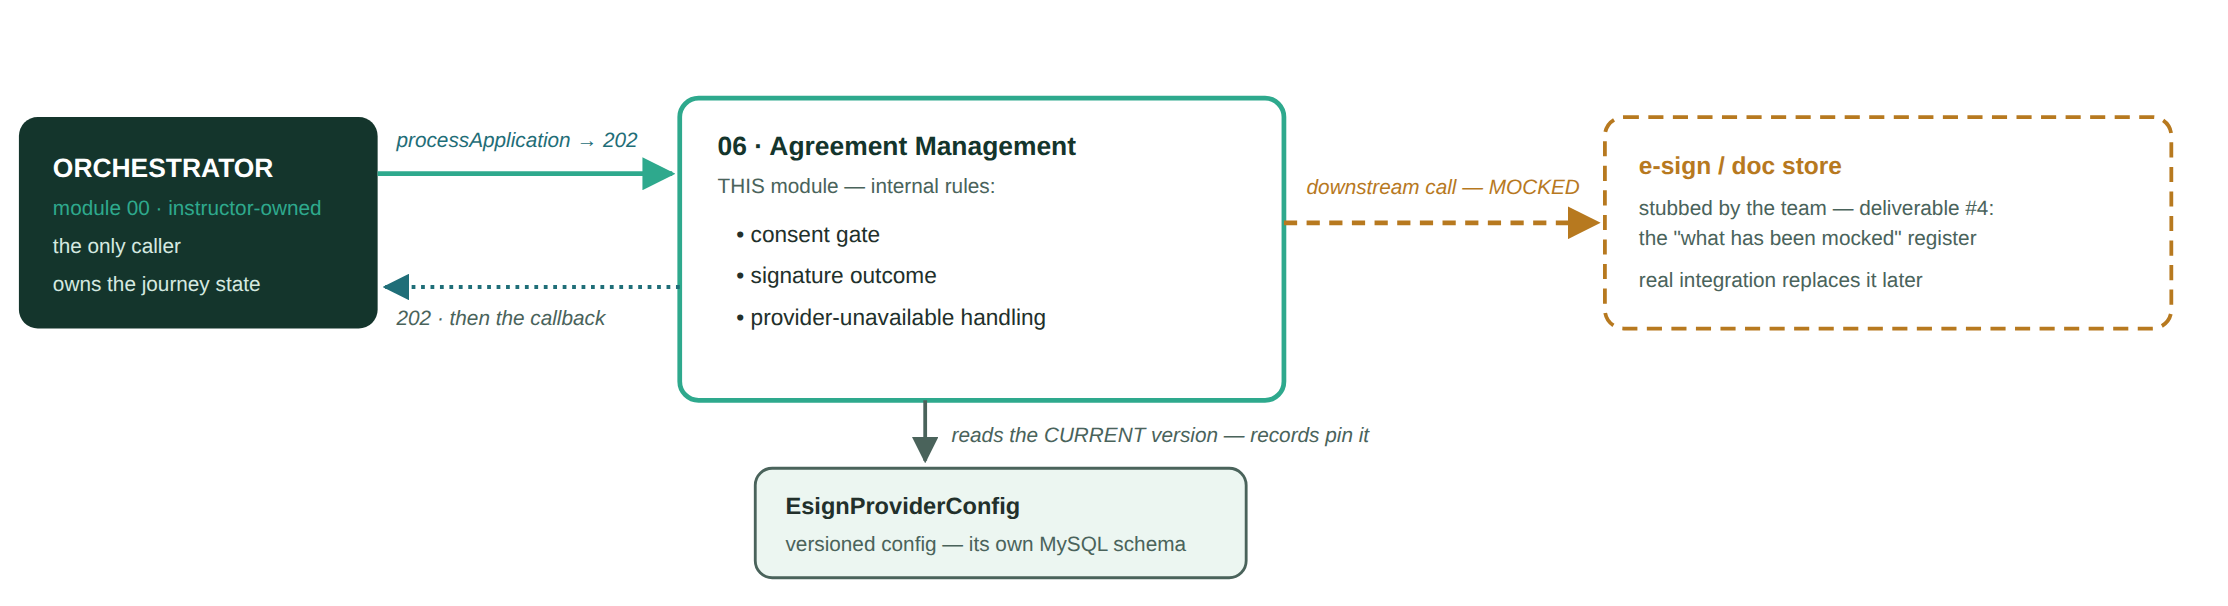 ORCHESTRATOR
module 00 · instructor-owned
the only caller
owns the journey state
processApplication → 202
202 · then the callback
06 · Agreement Management
THIS module — internal rules:
• consent gate
• signature outcome
• provider-unavailable handling
downstream call — MOCKED
e-sign / doc store
stubbed by the team — deliverable #4:
the "what has been mocked" register
real integration replaces it later
reads the CURRENT version — records pin it
EsignProviderConfig
versioned config — its own MySQL schema